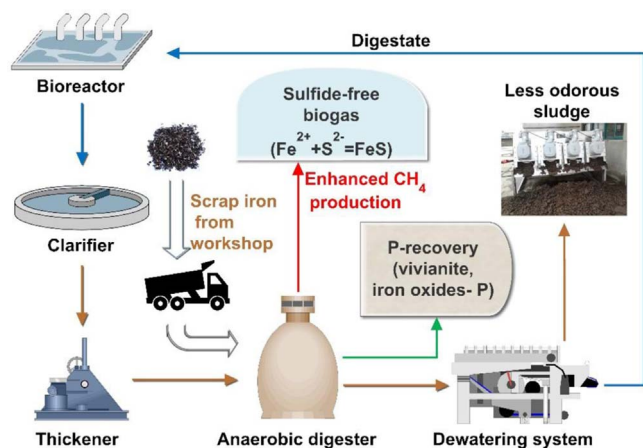 Digestate
Bioreactor
Sulfide-free
biogas
(Fe²⁺ +S²⁻=FeS)
Less odorous
sludge
Enhanced CH₄
production
Scrap iron
from
workshop
Clarifier
P-recovery
(vivianite,
iron oxides- P)
Thickener
Anaerobic digester
Dewatering system